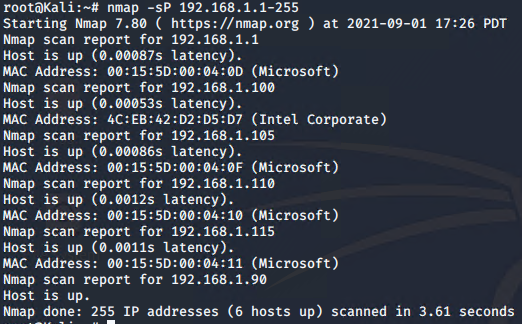 root@Kali:~# nmap -sP 192.168.1.1-255
Starting Nmap 7.80 ( https://nmap.org ) at 2021-09-01 17:26 PDT
Nmap scan report for 192.168.1.1
Host is up (0.00087s latency).
MAC Address: 00:15:5D:00:04:0D (Microsoft)
Nmap scan report for 192.168.1.100
Host is up (0.00053s latency).
MAC Address: 4C:EB:42:D2:D5:D7 (Intel Corporate)
Nmap scan report for 192.168.1.105
Host is up (0.00086s latency).
MAC Address: 00:15:5D:00:04:0F (Microsoft)
Nmap scan report for 192.168.1.110
Host is up (0.0012s latency).
MAC Address: 00:15:5D:00:04:10 (Microsoft)
Nmap scan report for 192.168.1.115
Host is up (0.0011s latency).
MAC Address: 00:15:5D:00:04:11 (Microsoft)
Nmap scan report for 192.168.1.90
Host is up.
Nmap done: 255 IP addresses (6 hosts up) scanned in 3.61 seconds
root@Kali:~#